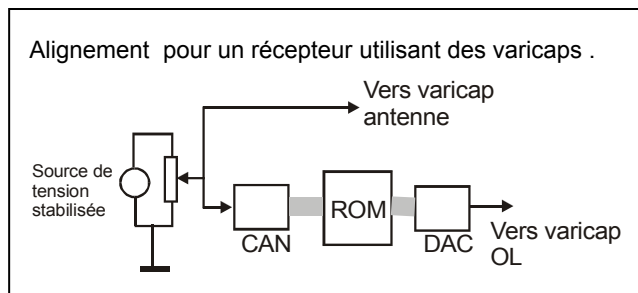 Alignement pour un récepteur utilisant des varicaps .
Vers varicap
antenne
Source de
tension
stabilisée
ROM
CAN
DAC
Vers varicap
OL